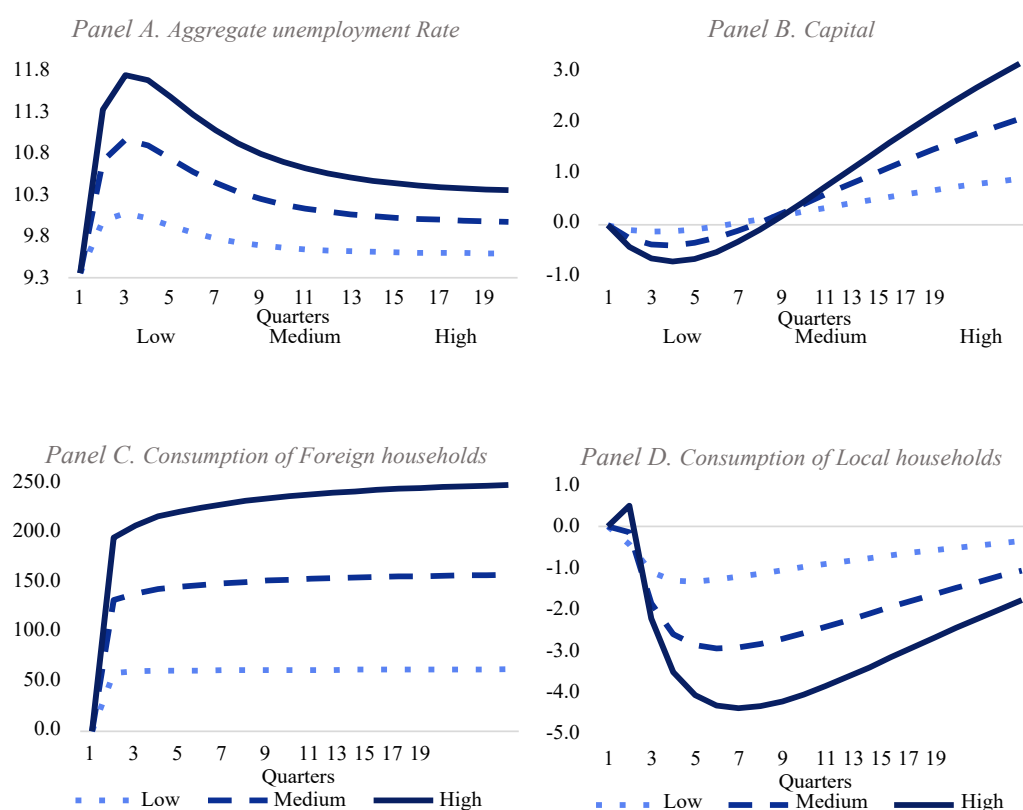 Panel A. Aggregate unemployment Rate
11.8
11.3
10.8
10.3
9.8
9.3
1 3 5 7 9 11 13 15 17 19
Quarters
Low Medium High
Panel B. Capital
3.0
2.0
1.0
0.0
-1.0
1 3 5 7 9 11 13 15 17 19
Quarters
Low Medium High
Panel C. Consumption of Foreign households
250.0
200.0
150.0
100.0
50.0
0.0
1 3 5 7 9 11 13 15 17 19
Quarters
Low Medium High
Panel D. Consumption of Local households
1.0
0.0
-1.0
-2.0
-3.0
-4.0
-5.0
1 3 5 7 9 11 13 15 17 19
Quarters
Low Medium High